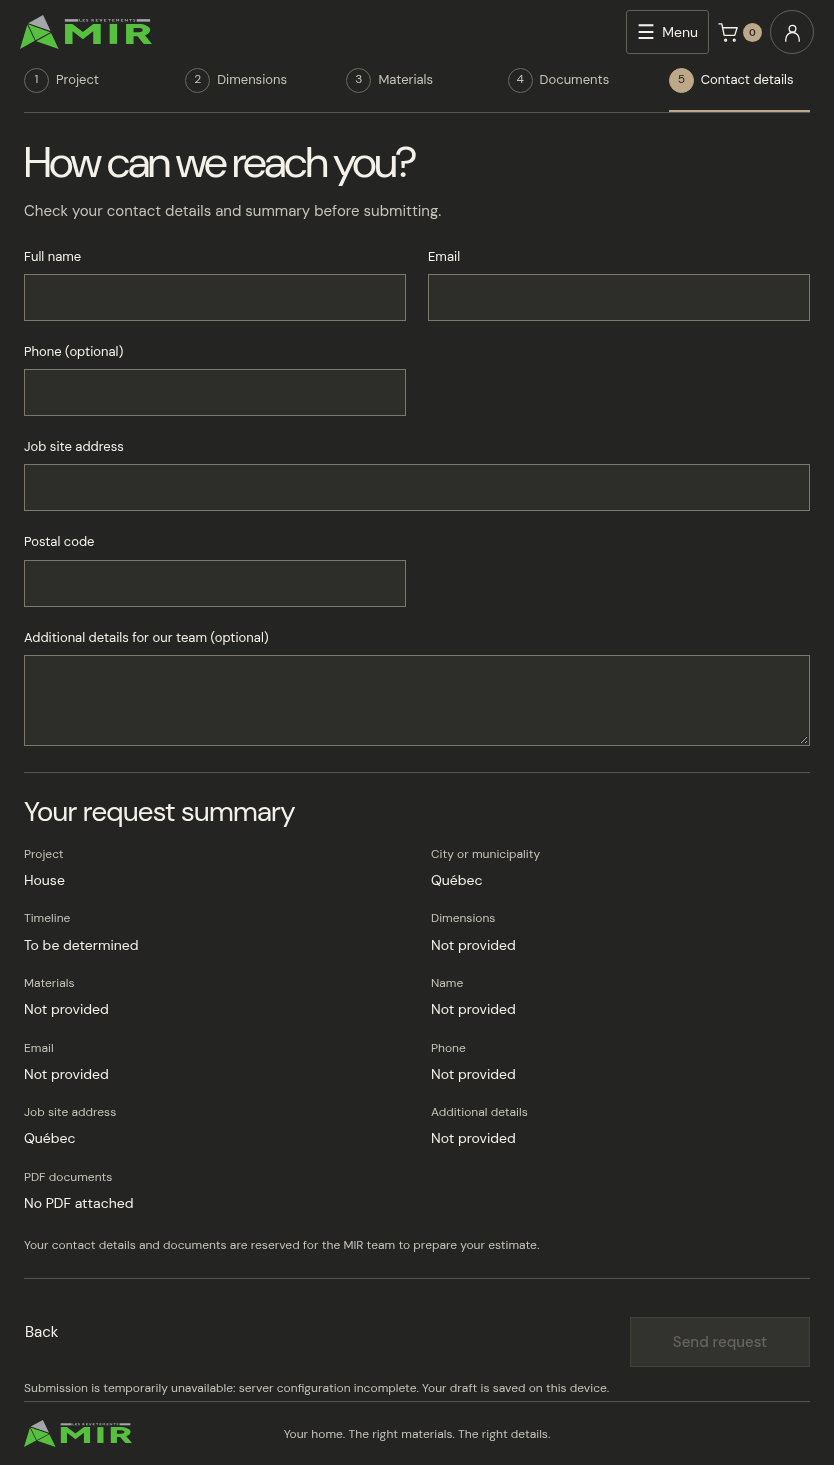 LES REVÊTEMENTS
MIR
Menu
0
1 Project
2 Dimensions
3 Materials
4 Documents
5 Contact details
How can we reach you?
Check your contact details and summary before submitting.
Full name
Email
Phone (optional)
Job site address
Postal code
Additional details for our team (optional)
Your request summary
Project
House
City or municipality
Québec
Timeline
To be determined
Dimensions
Not provided
Materials
Not provided
Name
Not provided
Email
Not provided
Phone
Not provided
Job site address
Québec
Additional details
Not provided
PDF documents
No PDF attached
Your contact details and documents are reserved for the MIR team to prepare your estimate.
Back
Send request
Submission is temporarily unavailable: server configuration incomplete. Your draft is saved on this device.
LES REVÊTEMENTS
MIR
Your home. The right materials. The right details.